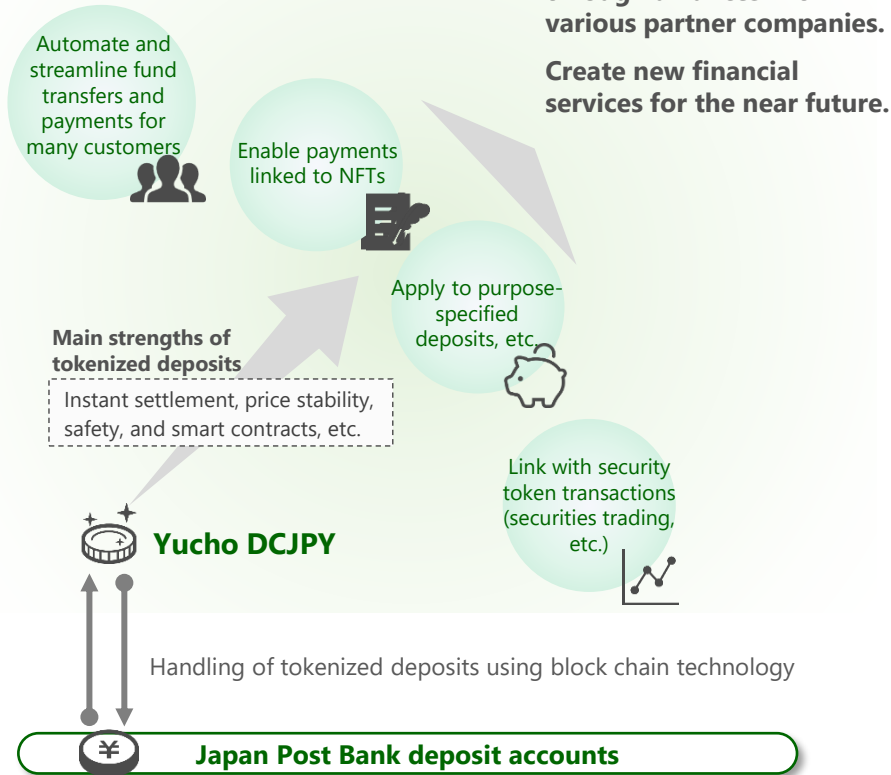 various partner companies.
Create new financial
services for the near future.
Automate and
streamline fund
transfers and
payments for
many customers
Enable payments
linked to NFTs
Apply to purpose-
specified
deposits, etc.
Main strengths of
tokenized deposits
Instant settlement, price stability,
safety, and smart contracts, etc.
Link with security
token transactions
(securities trading,
etc.)
Yucho DCJPY
Handling of tokenized deposits using block chain technology
¥
Japan Post Bank deposit accounts